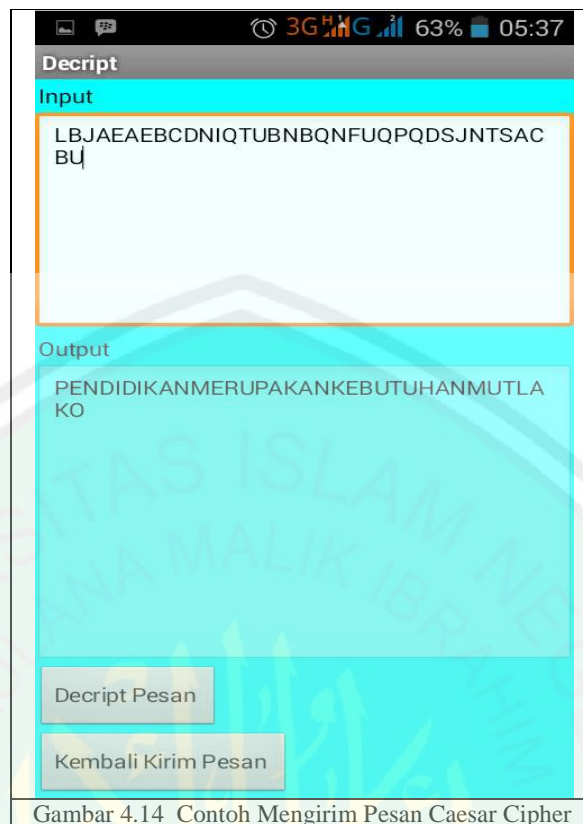 3G H G 63% 05:37
Decript
Input
LBJAEAEBCDNIQTUBNBQNFUQPQDSJNTSAC
BU
Output
PENDIDIKANMERUPAKANKEBUTUHANMUTLA
KO
Decript Pesan
Kembali Kirim Pesan
Gambar 4.14 Contoh Mengirim Pesan Caesar Cipher